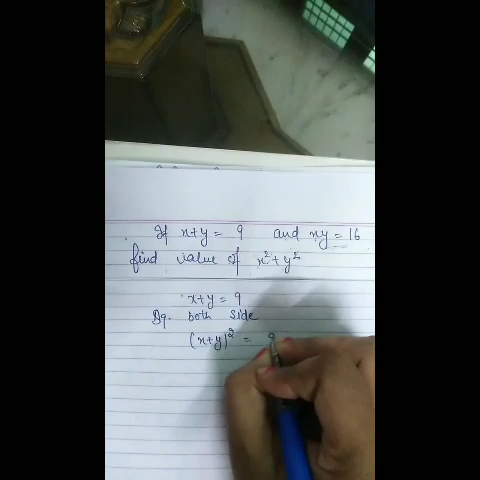 If x+y = 9 and xy = 16
find value of x²+y²
x+y = 9
Sq. both side
(x+y)² = 9